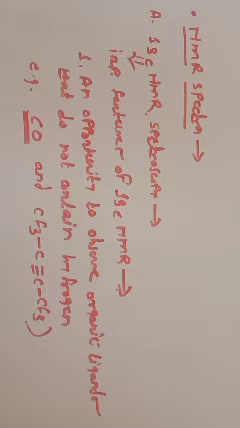 • NMR spectra →
A. 13C NMR spectroscopy →
imp features of 13C NMR →
1. An opportunity to observe organic ligands
that do not contain hydrogen
e.g. CO and CF3-C≡C-CF3)